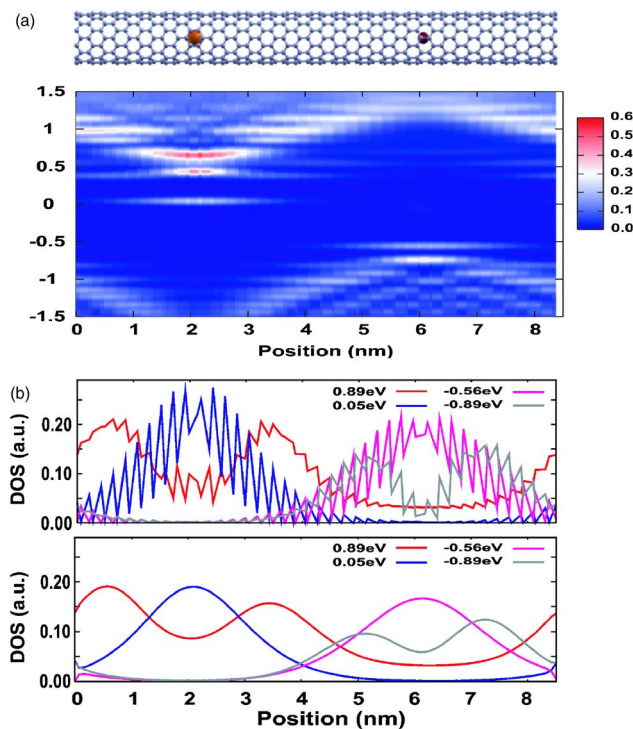 (a)
1.5
1
0.5
0
-0.5
-1
-1.5
0 1 2 3 4 5 6 7 8
Position (nm)
0.6
0.5
0.4
0.3
0.2
0.1
0.0
(b)
DOS (a.u.)
0.20
0.10
0.00
0.89eV -0.56eV
0.05eV -0.89eV
DOS (a.u.)
0.20
0.10
0.00
0.89eV -0.56eV
0.05eV -0.89eV
0 1 2 3 4 5 6 7 8
Position (nm)